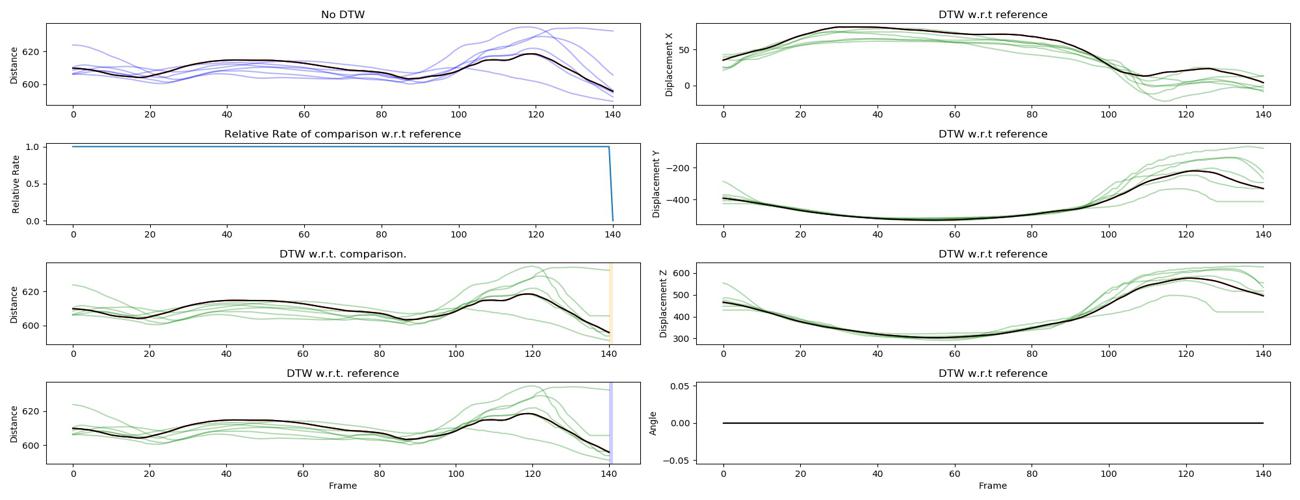 No DTW
Distance
620
600
0 20 40 60 80 100 120 140
Relative Rate of comparison w.r.t reference
Relative Rate
1.0
0.5
0.0
0 20 40 60 80 100 120 140
DTW w.r.t. comparison.
Distance
620
600
0 20 40 60 80 100 120 140
DTW w.r.t. reference
Distance
620
600
0 20 40 60 80 100 120 140
Frame
DTW w.r.t reference
Diplacement X
50
0
0 20 40 60 80 100 120 140
DTW w.r.t reference
Displacement Y
−200
−400
0 20 40 60 80 100 120 140
DTW w.r.t reference
Displacement Z
600
500
400
300
0 20 40 60 80 100 120 140
DTW w.r.t reference
Angle
0.05
0.00
−0.05
0 20 40 60 80 100 120 140
Frame